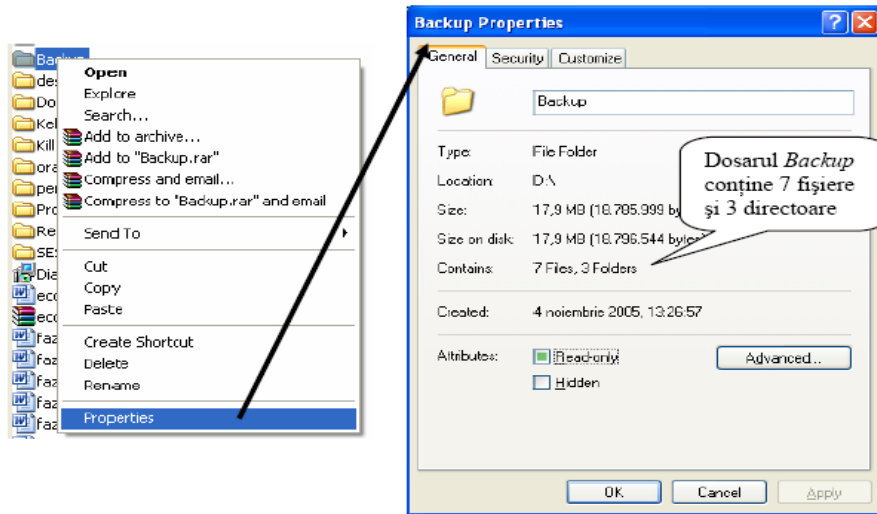 Backup
Open
Explore
Search...
Add to archive...
Add to "Backup.rar"
Compress and email...
Compress to "Backup.rar" and email
Send To
Cut
Copy
Paste
Create Shortcut
Delete
Rename
Properties
Backup Properties
General Security Customize
Backup
Type: File Folder
Location: D:\
Size: 17,9 MB (18.785.999 by
Size on disk: 17,9 MB (18.796.544 bytes)
Contains: 7 Files, 3 Folders
Created: 4 noiembrie 2005, 13:26:57
Attributes: Read-only Advanced...
Hidden
OK Cancel Apply
Dosarul Backup
conţine 7 fişiere
şi 3 directoare